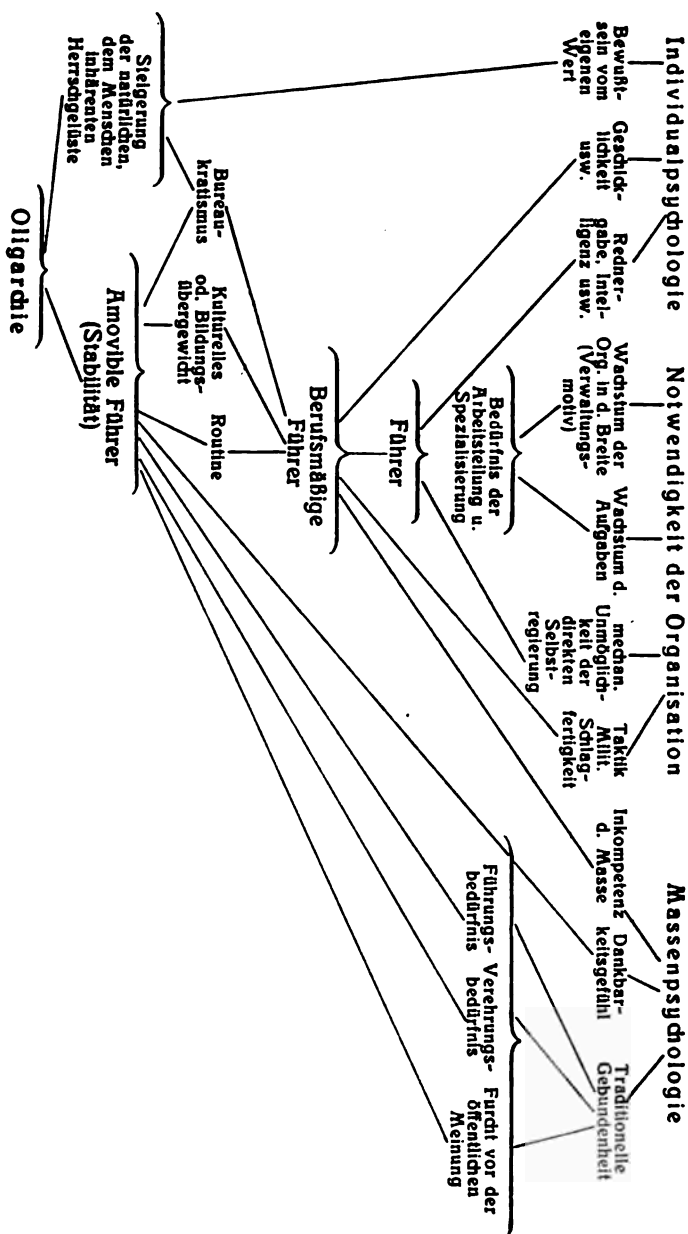 Individualpsychologie
Notwendigkeit der Organisation
Massenpsychologie
Bewußt-
sein vom
eigenen
Wert
Geschick-
lichkeit
usw.
Redner-
gabe, Intel-
ligenz usw.
Wachstum der
Org. in d. Breite
(Verwaltungs-
motiv)
Wachstum d.
Aufgaben
mechan.
Unmöglich-
keit der
direkten
Selbst-
regierung
Taktik
Milit.
Schlag-
fertigkeit
Inkompetenz
d. Masse
Dankbar-
keitsgefühl
Traditionelle
Gebundenheit
Bedürfnis der
Arbeitsteilung u.
Spezialisierung
Führungs-
bedürfnis
Verehrungs-
bedürfnis
Furcht vor der
öffentlichen
Meinung
Führer
Berufsmäßige
Führer
Bureau-
kratismus
Kulturelles
od. Bildungs-
übergewicht
Routine
Steigerung
der natürlichen,
dem Menschen
inhärenten
Herrschgelüste
Amovible Führer
(Stabilität)
Oligarchie